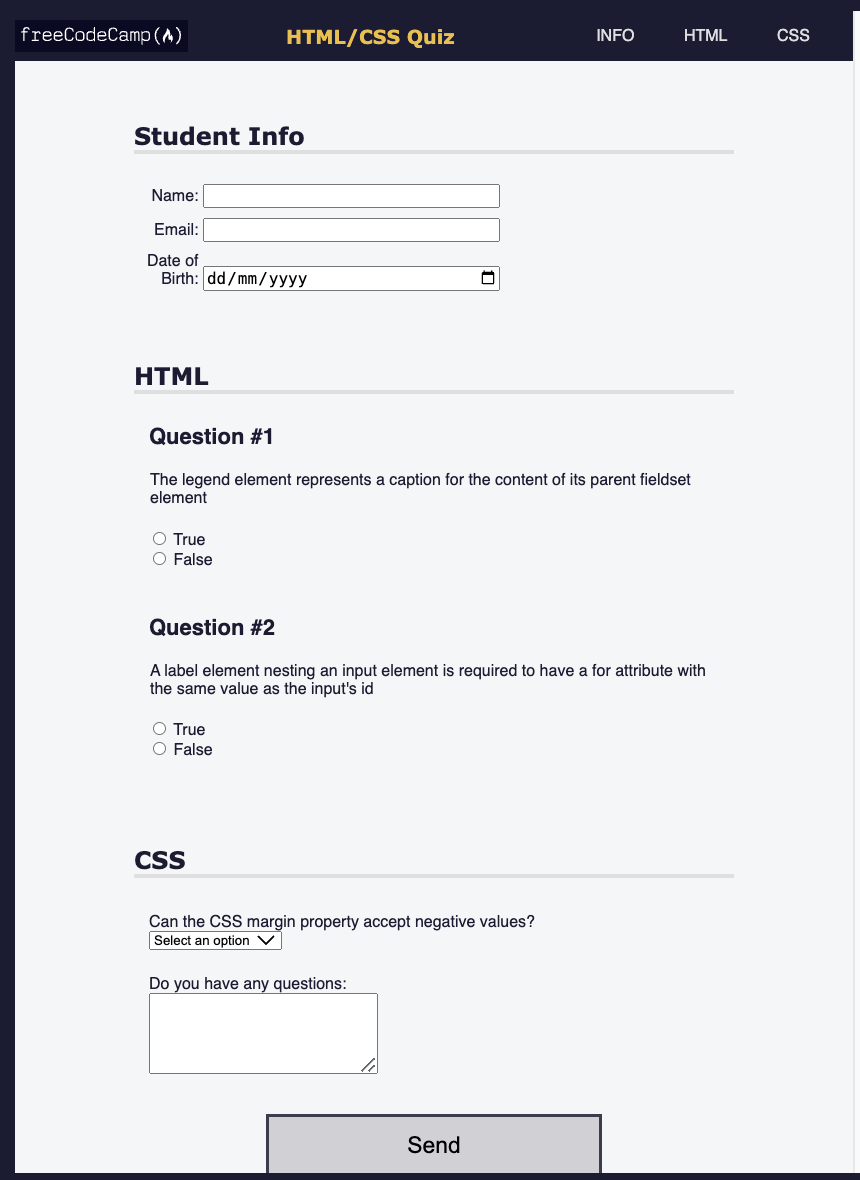 freeCodeCamp
HTML/CSS Quiz
INFO
HTML
CSS
Student Info
Name:
Email:
Date of
Birth:
dd/mm/yyyy
HTML
Question #1
The legend element represents a caption for the content of its parent fieldset
element
True
False
Question #2
A label element nesting an input element is required to have a for attribute with
the same value as the input's id
True
False
CSS
Can the CSS margin property accept negative values?
Select an option
Do you have any questions:
Send